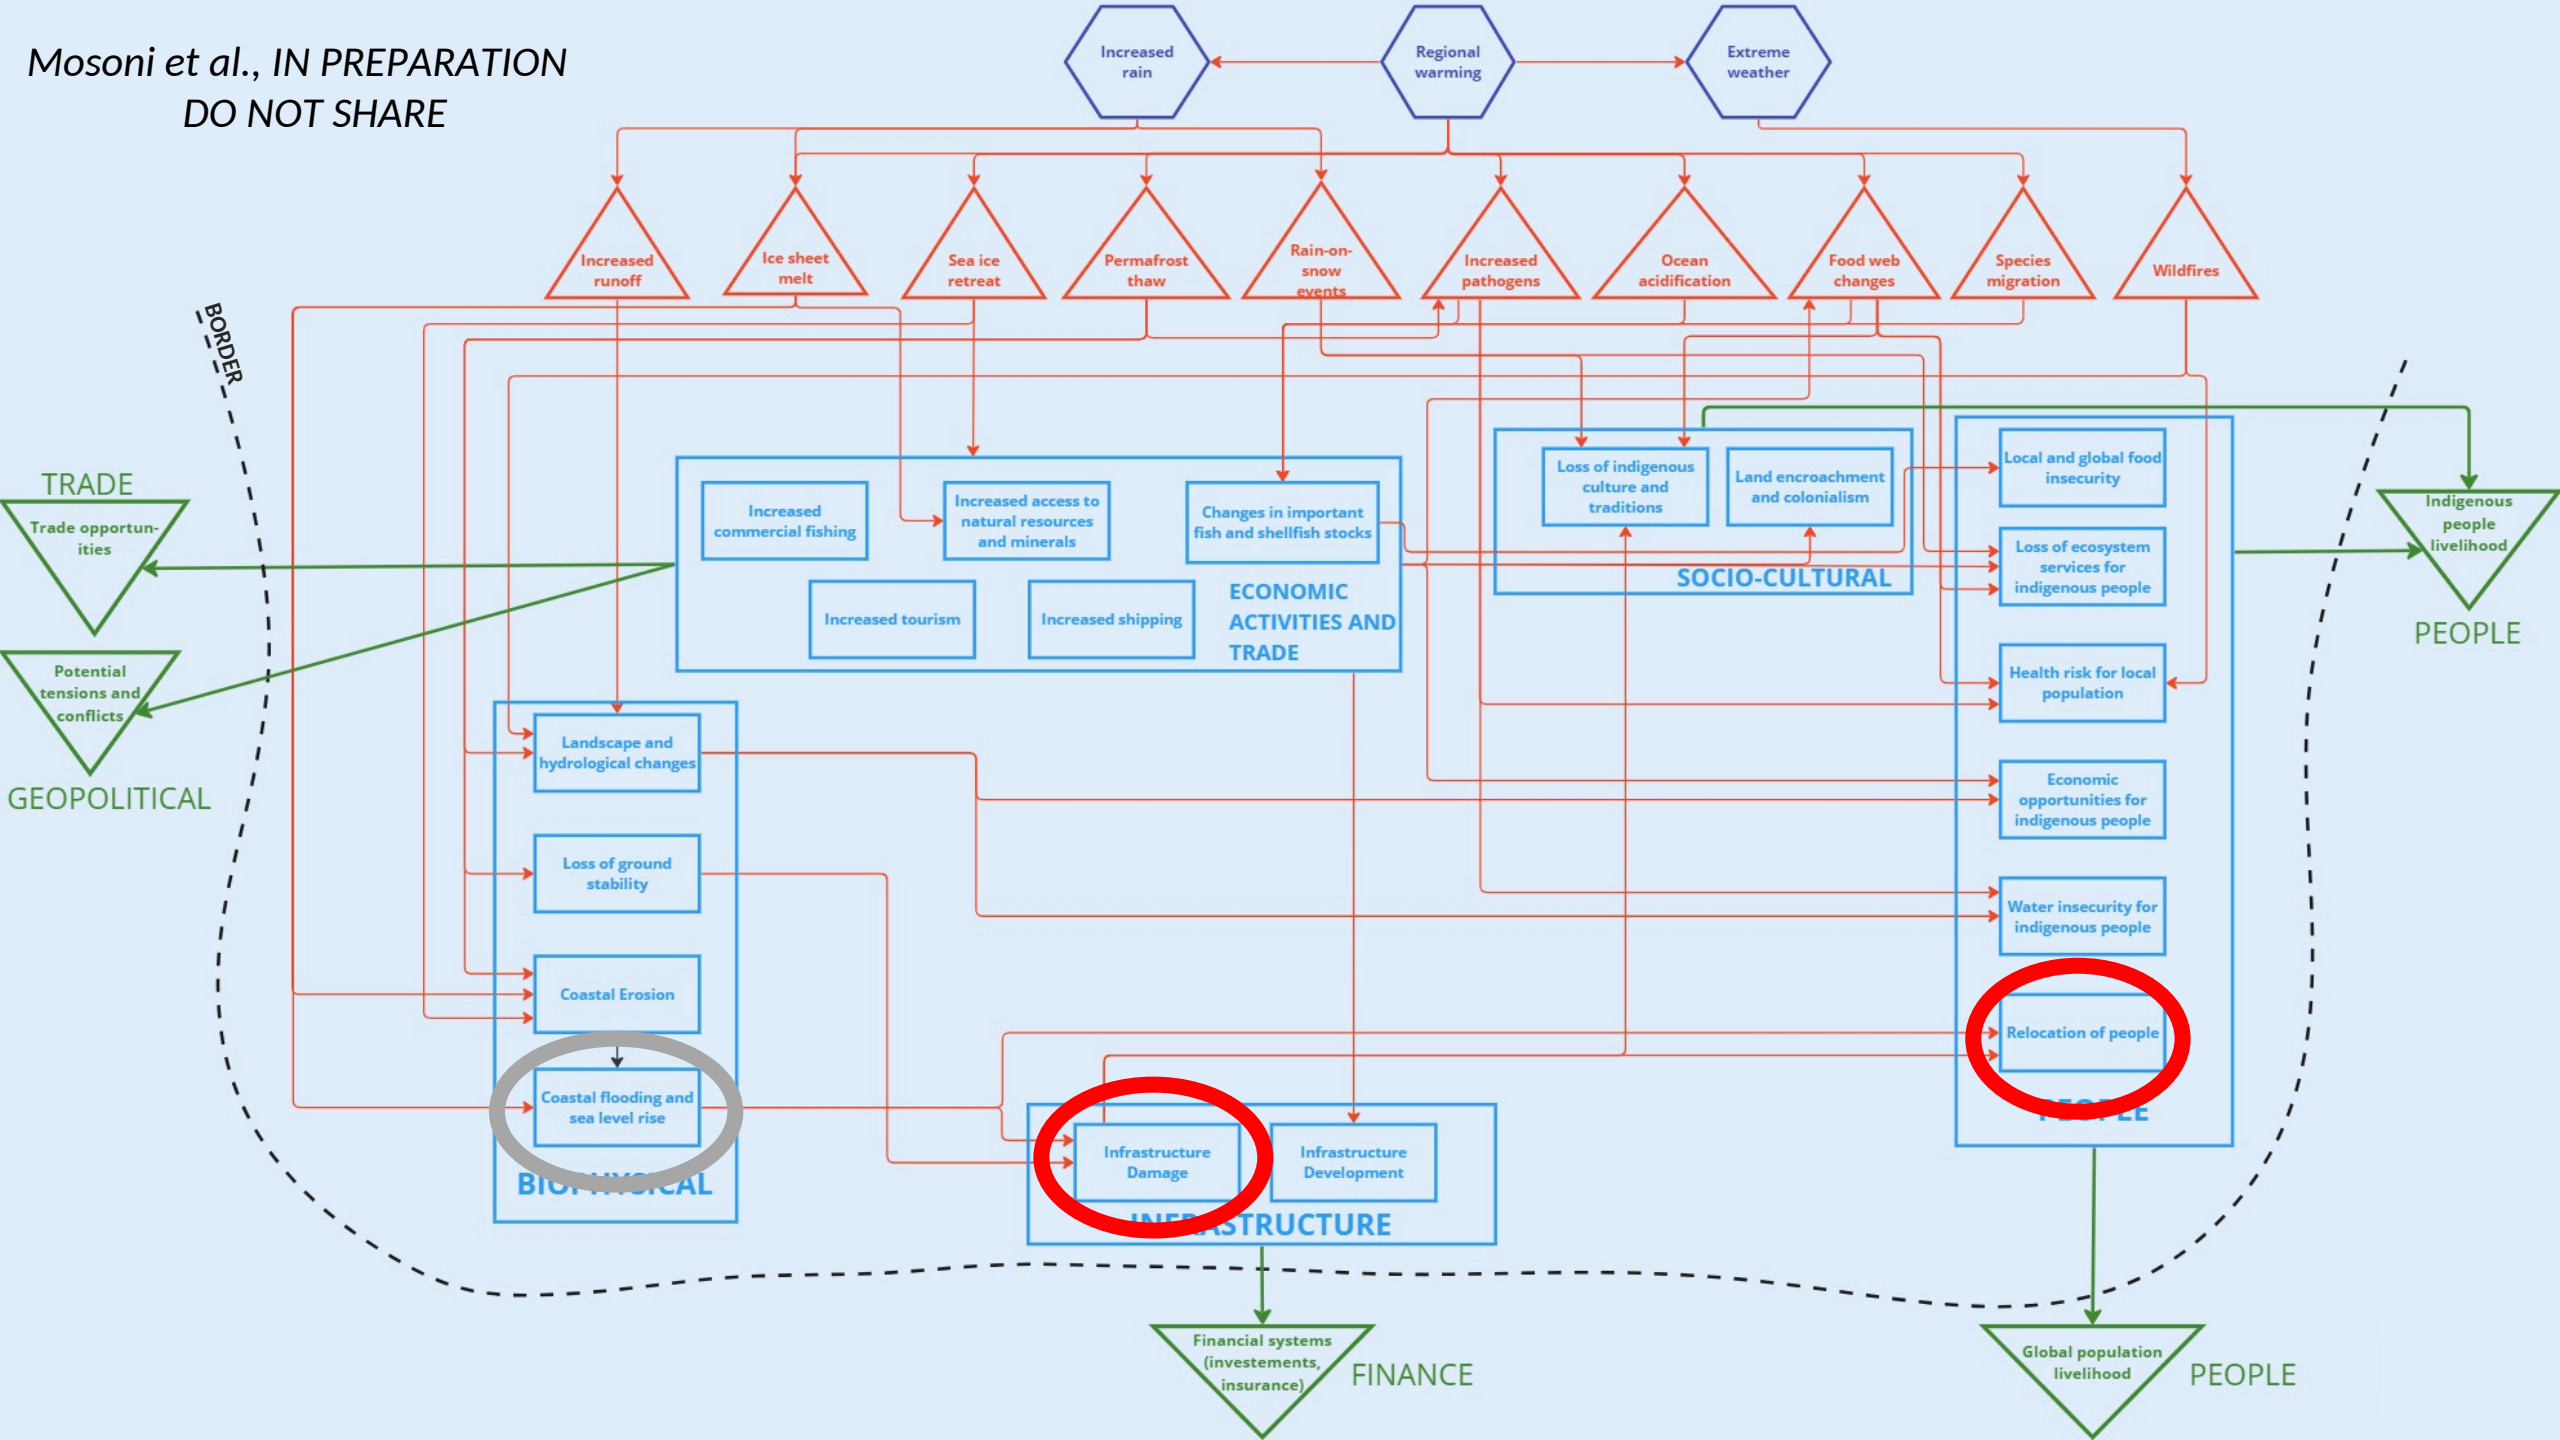 Mosoni et al., IN PREPARATION
DO NOT SHARE
Increased
rain
Regional
warming
Extreme
weather
Increased
runoff
Ice sheet
melt
Sea ice
retreat
Permafrost
thaw
Rain-on-
snow
events
Increased
pathogens
Ocean
acidification
Food web
changes
Species
migration
Wildfires
BORDER
TRADE
Trade opportun-
ities
Potential
tensions and
conflicts
GEOPOLITICAL
Increased
commercial fishing
Increased access to
natural resources
and minerals
Changes in important
fish and shellfish stocks
Increased tourism
Increased shipping
ECONOMIC
ACTIVITIES AND
TRADE
Loss of indigenous
culture and
traditions
Land encroachment
and colonialism
SOCIO-CULTURAL
Local and global food
insecurity
Loss of ecosystem
services for
indigenous people
Health risk for local
population
Economic
opportunities for
indigenous people
Water insecurity for
indigenous people
Relocation of people
PEOPLE
Indigenous
people
livelihood
PEOPLE
Landscape and
hydrological changes
Loss of ground
stability
Coastal Erosion
Coastal flooding and
sea level rise
BIOPHYSICAL
Infrastructure
Damage
Infrastructure
Development
INFRASTRUCTURE
Financial systems
(investements,
insurance)
FINANCE
Global population
livelihood
PEOPLE